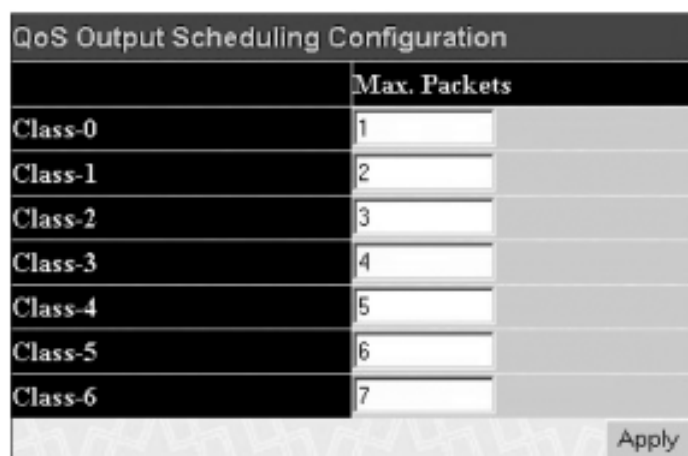 QoS Output Scheduling Configuration
Max. Packets
Class-0 1
Class-1 2
Class-2 3
Class-3 4
Class-4 5
Class-5 6
Class-6 7
Apply